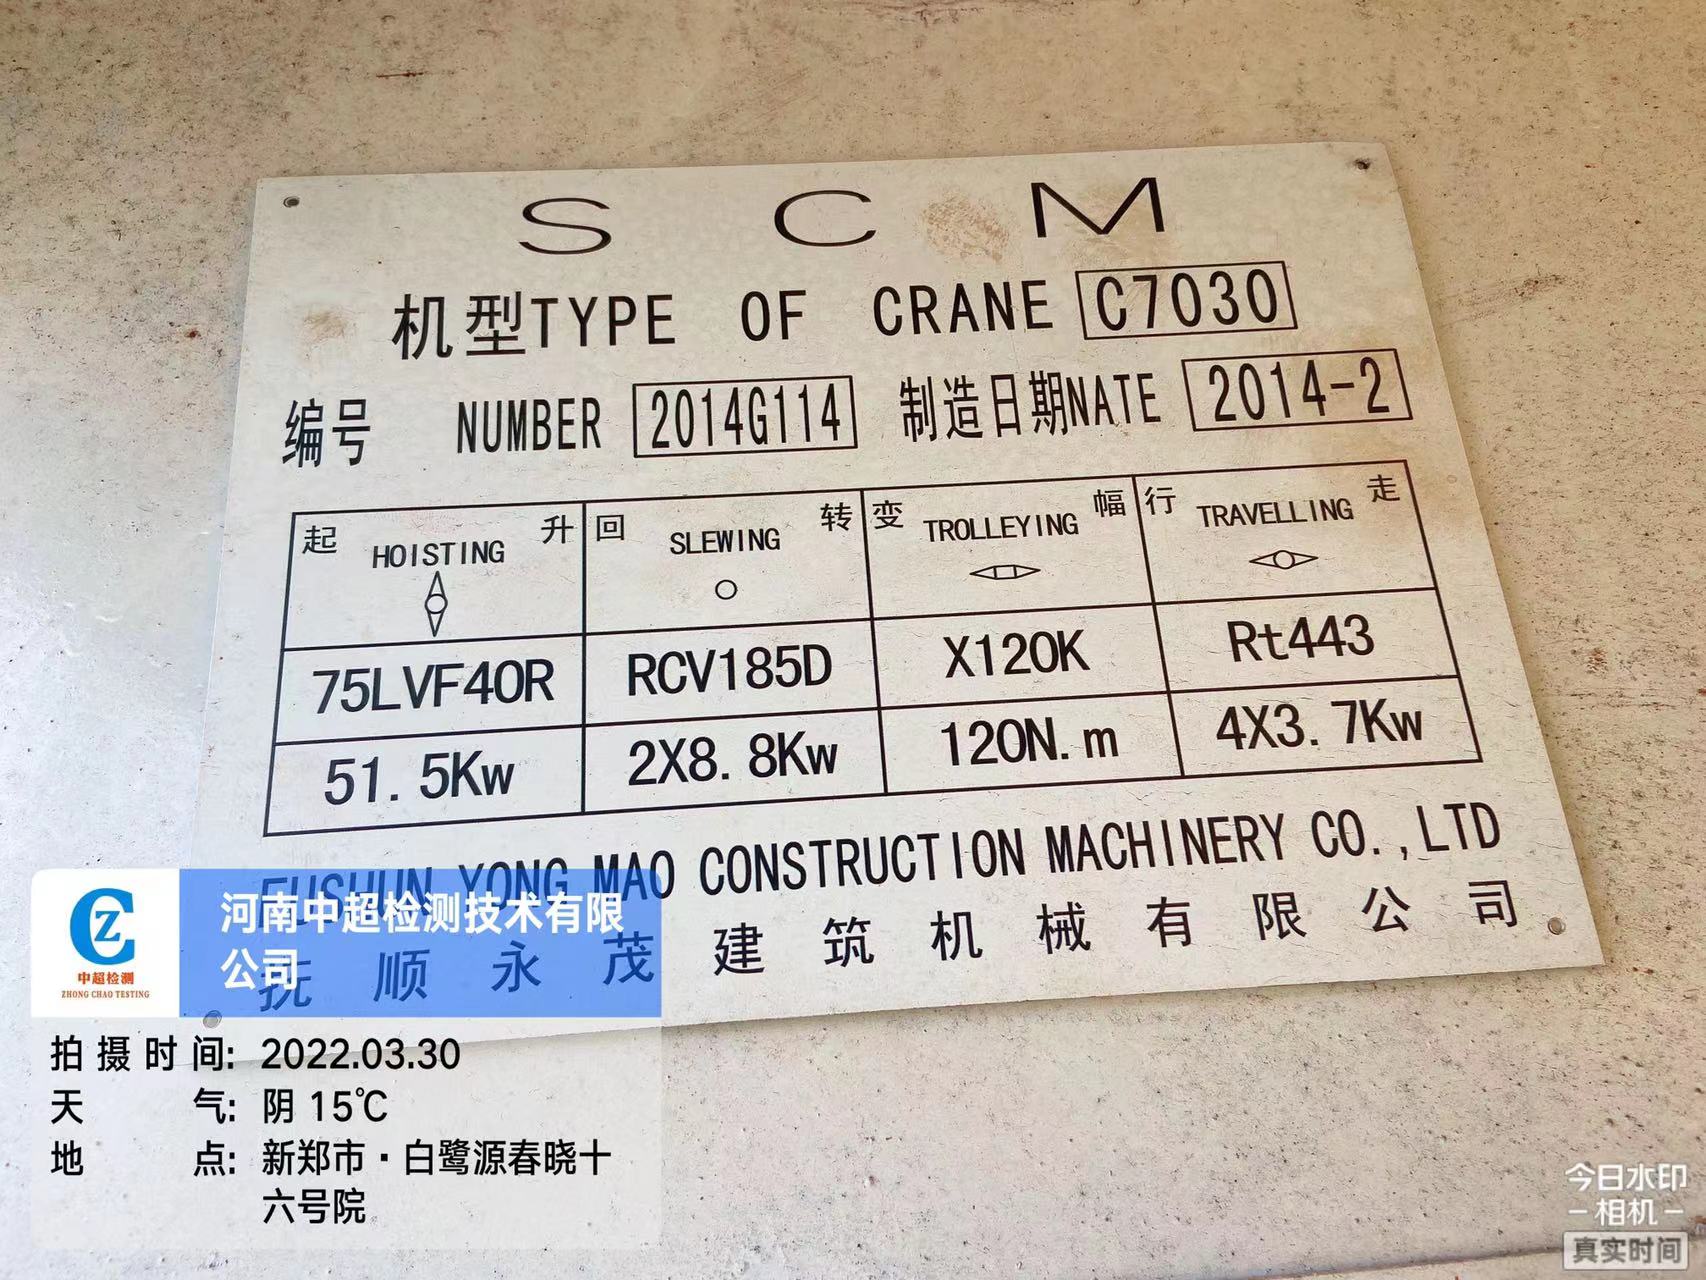 S C M
机型TYPE OF CRANE C7030
编号 NUMBER 2014G114 制造日期NATE 2014-2
起升 回转 变幅 行走
HOISTING SLEWING TROLLEYING TRAVELLING
75LVF40R RCV185D X120K Rt443
51.5Kw 2X8.8Kw 120N.m 4X3.7Kw
FUSHUN YONG MAO CONSTRUCTION MACHINERY CO.,LTD
抚顺永茂建筑机械有限公司
CZ
中超检测
ZHONG CHAO TESTING
河南中超检测技术有限
公司
拍摄时间: 2022.03.30
天气: 阴 15℃
地点: 新郑市·白鹭源春晓十
六号院
今日水印
-相机-
真实时间